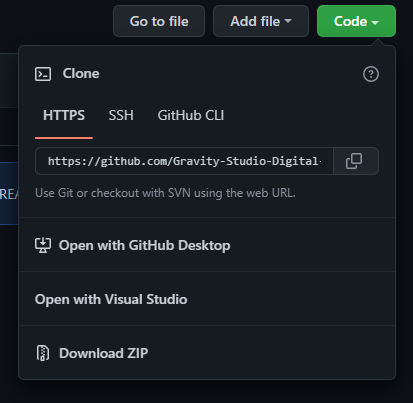 Go to file Add file Code
Clone
HTTPS SSH GitHub CLI
https://github.com/Gravity-Studio-Digital-
Use Git or checkout with SVN using the web URL.
Open with GitHub Desktop
Open with Visual Studio
Download ZIP